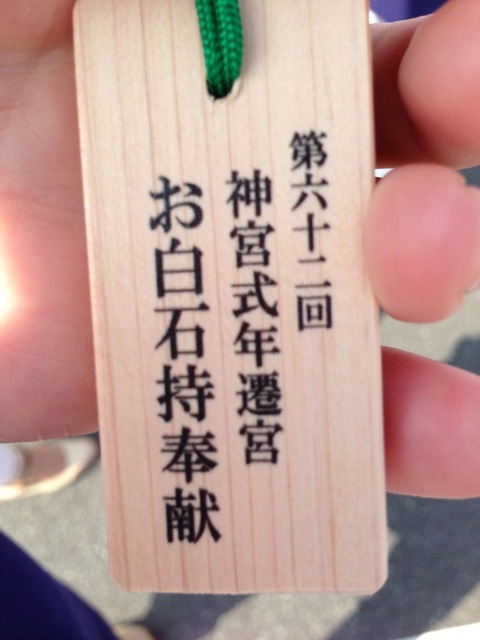 第六十二回
神宮式年遷宮
お白石持奉献